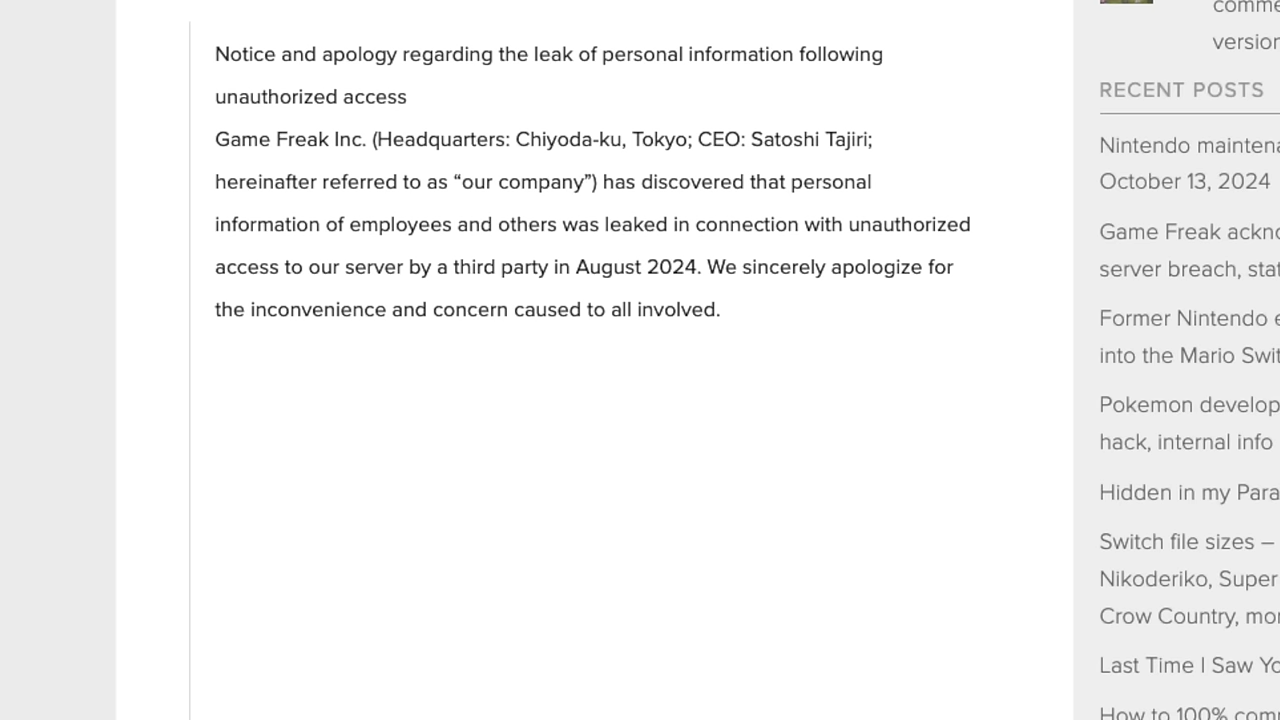 Notice and apology regarding the leak of personal information following
unauthorized access
Game Freak Inc. (Headquarters: Chiyoda-ku, Tokyo; CEO: Satoshi Tajiri;
hereinafter referred to as “our company”) has discovered that personal
information of employees and others was leaked in connection with unauthorized
access to our server by a third party in August 2024. We sincerely apologize for
the inconvenience and concern caused to all involved.
comme
version
RECENT POSTS
Nintendo maintena
October 13, 2024
Game Freak ackno
server breach, stat
Former Nintendo e
into the Mario Swit
Pokemon develop
hack, internal info
Hidden in my Para
Switch file sizes –
Nikoderiko, Super
Crow Country, mor
Last Time I Saw Yo
How to 100% com